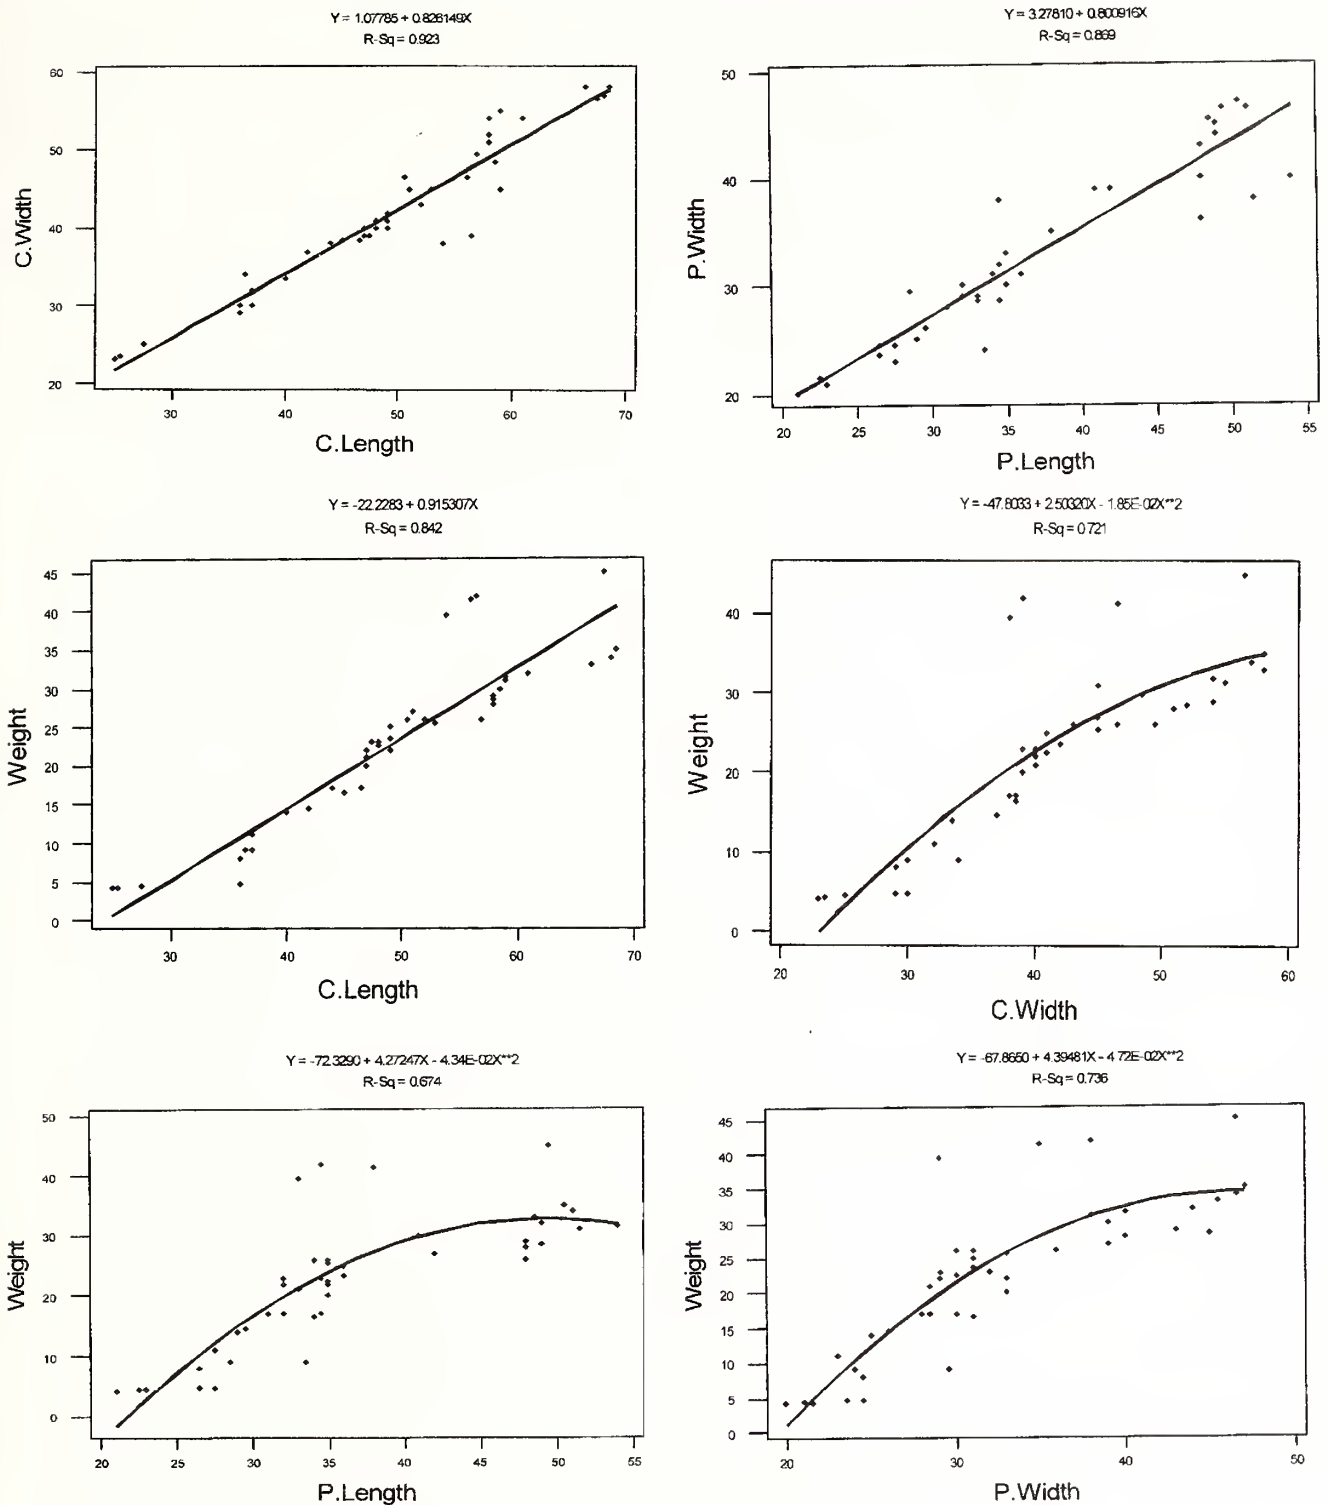 Y = 1.07785 + 0.826149X
R-Sq = 0.923
60
50
40
30
20
C.Width
30 40 50 60 70
C.Length
Y = 3.27810 + 0.800916X
R-Sq = 0.869
50
40
30
20
P.Width
20 25 30 35 40 45 50 55
P.Length
Y = -22.2283 + 0.915307X
R-Sq = 0.842
45
40
35
30
25
20
15
10
5
0
Weight
30 40 50 60 70
C.Length
Y = -47.8033 + 2.50320X - 1.85E-02X**2
R-Sq = 0.721
40
30
20
10
0
Weight
20 30 40 50 60
C.Width
Y = -72.3290 + 4.27247X - 4.34E-02X**2
R-Sq = 0.674
50
40
30
20
10
0
Weight
20 25 30 35 40 45 50 55
P.Length
Y = -67.8650 + 4.39481X - 4.72E-02X**2
R-Sq = 0.736
45
40
35
30
25
20
15
10
5
0
Weight
20 30 40 50
P.Width